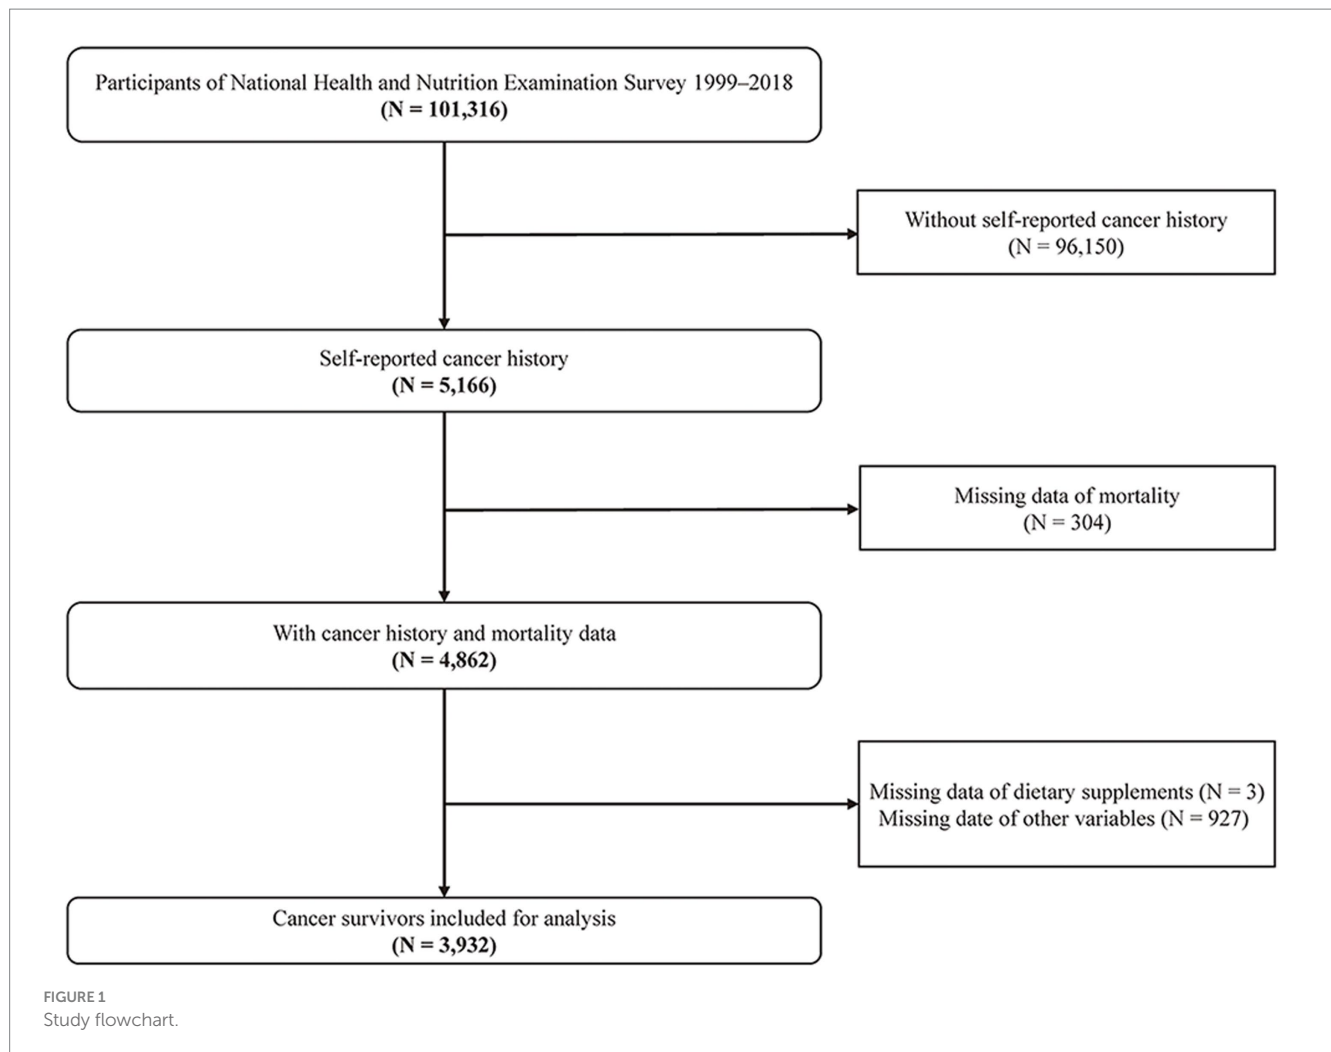 Participants of National Health and Nutrition Examination Survey 1999–2018
(N = 101,316)
Without self-reported cancer history
(N = 96,150)
Self-reported cancer history
(N = 5,166)
Missing data of mortality
(N = 304)
With cancer history and mortality data
(N = 4,862)
Missing data of dietary supplements (N = 3)
Missing date of other variables (N = 927)
Cancer survivors included for analysis
(N = 3,932)
FIGURE 1
Study flowchart.